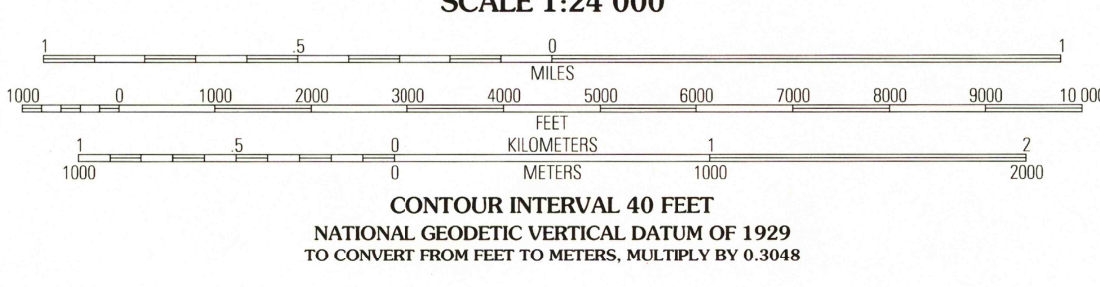 SCALE 1:24 000
1 .5 0 1
MILES
1000 0 1000 2000 3000 4000 5000 6000 7000 8000 9000 10 000
FEET
1 .5 0 KILOMETERS 1 2
1000 0 METERS 1000 2000
CONTOUR INTERVAL 40 FEET
NATIONAL GEODETIC VERTICAL DATUM OF 1929
TO CONVERT FROM FEET TO METERS, MULTIPLY BY 0.3048